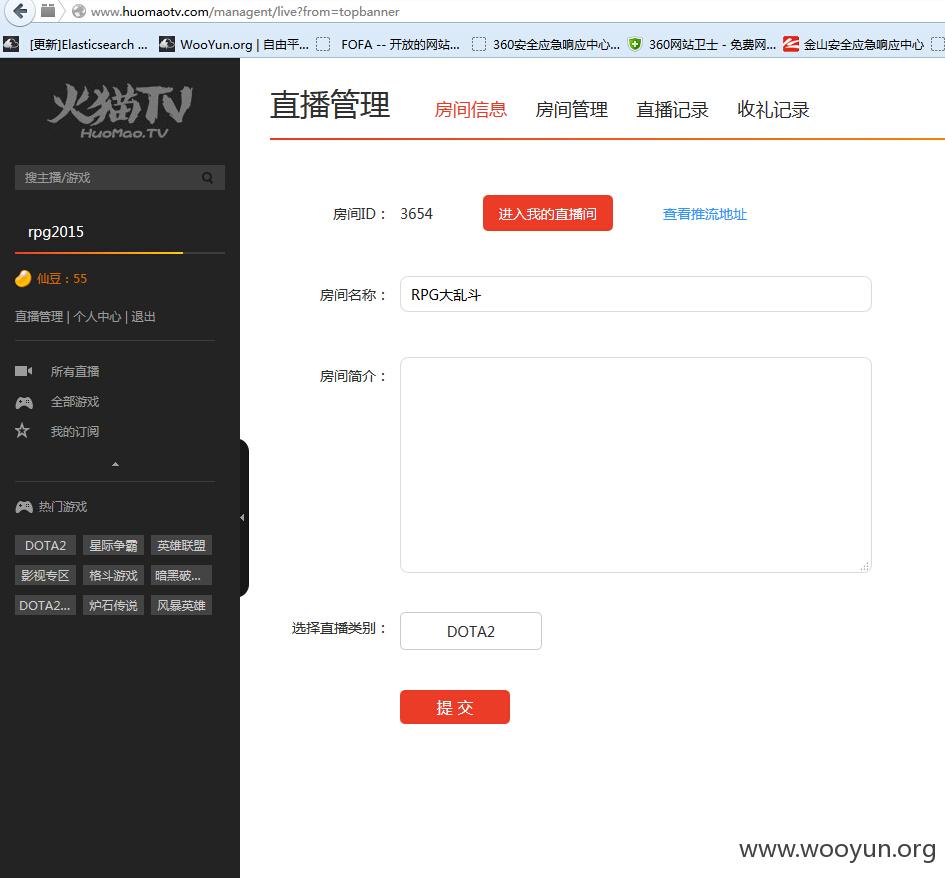 www.huomaotv.com/managent/live?from=topbanner
[更新]Elasticsearch ... WooYun.org | 自由平... FOFA -- 开放的网站... 360安全应急响应中心... 360网站卫士 - 免费网... 金山安全应急响应中心
火猫TV
HuoMao.TV
直播管理 房间信息 房间管理 直播记录 收礼记录
搜主播/游戏
rpg2015
仙豆：55
直播管理 | 个人中心 | 退出
所有直播
全部游戏
我的订阅
热门游戏
DOTA2 星际争霸 英雄联盟
影视专区 格斗游戏 暗黑破...
DOTA2... 炉石传说 风暴英雄
房间ID： 3654 进入我的直播间 查看推流地址
房间名称： RPG大乱斗
房间简介：
选择直播类别： DOTA2
提 交
www.wooyun.org